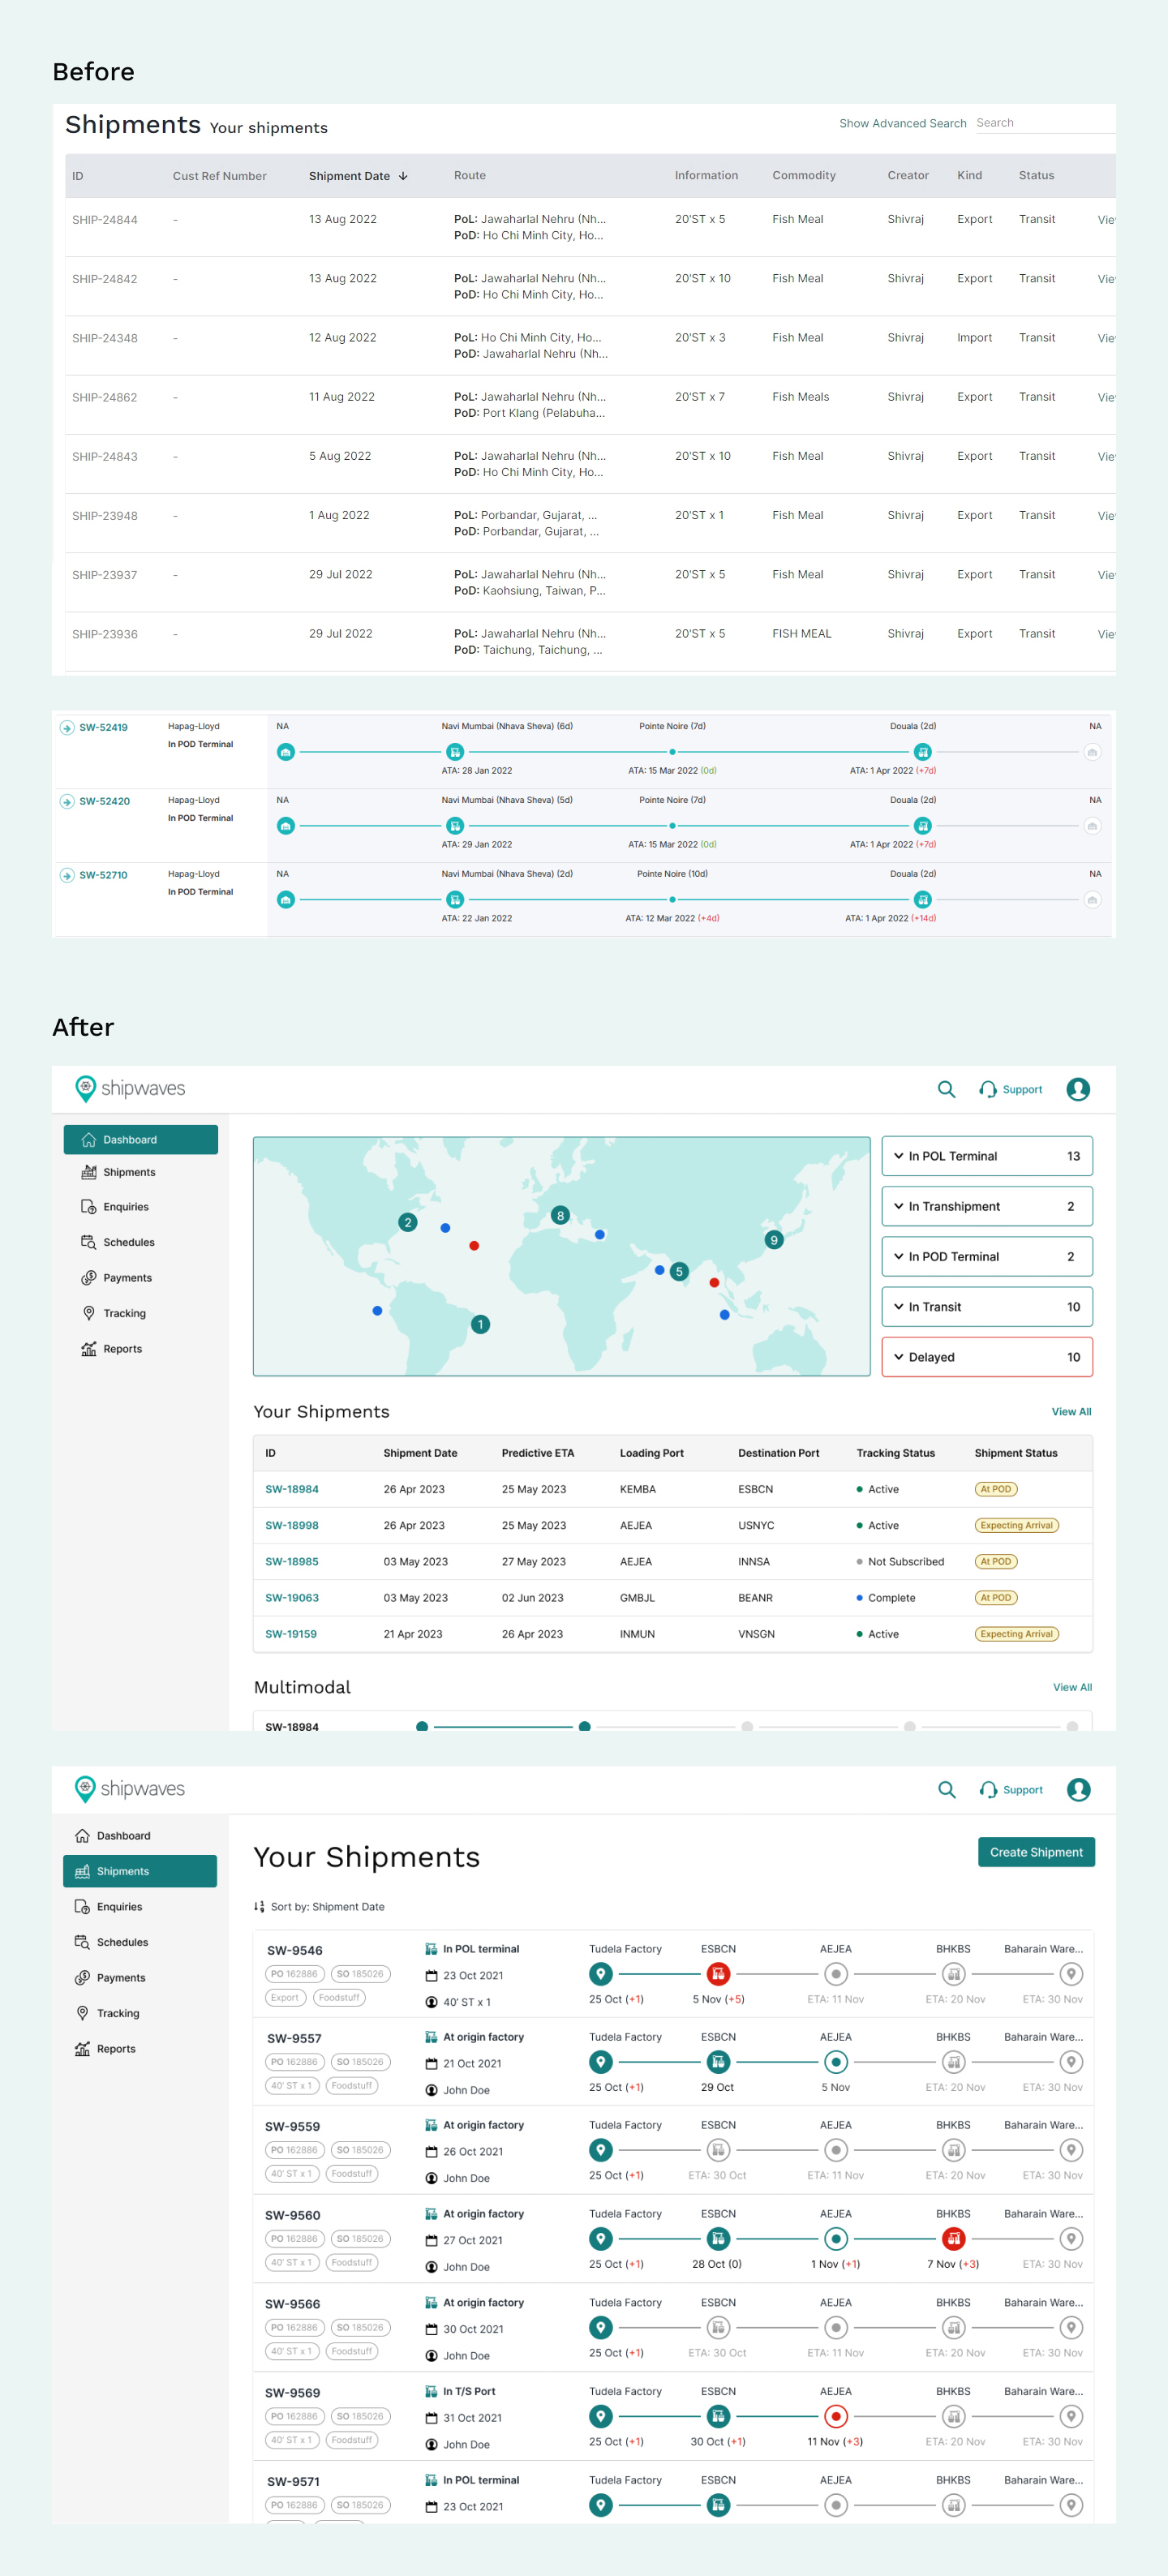 Before
Shipments Your shipments Show Advanced Search Search
ID Cust Ref Number Shipment Date Route Information Commodity Creator Kind Status
SHIP-24844 - 13 Aug 2022 PoL: Jawaharlal Nehru (Nh... 20'ST x 5 Fish Meal Shivraj Export Transit Vie
PoD: Ho Chi Minh City, Ho...
SHIP-24842 - 13 Aug 2022 PoL: Jawaharlal Nehru (Nh... 20'ST x 10 Fish Meal Shivraj Export Transit Vie
PoD: Ho Chi Minh City, Ho...
SHIP-24348 - 12 Aug 2022 PoL: Ho Chi Minh City, Ho... 20'ST x 3 Fish Meal Shivraj Import Transit Vie
PoD: Jawaharlal Nehru (Nh...
SHIP-24862 - 11 Aug 2022 PoL: Jawaharlal Nehru (Nh... 20'ST x 7 Fish Meals Shivraj Export Transit Vie
PoD: Port Klang (Pelabuha...
SHIP-24843 - 5 Aug 2022 PoL: Jawaharlal Nehru (Nh... 20'ST x 10 Fish Meal Shivraj Export Transit Vie
PoD: Ho Chi Minh City, Ho...
SHIP-23948 - 1 Aug 2022 PoL: Porbandar, Gujarat, ... 20'ST x 1 Fish Meal Shivraj Export Transit Vie
PoD: Porbandar, Gujarat, ...
SHIP-23937 - 29 Jul 2022 PoL: Jawaharlal Nehru (Nh... 20'ST x 5 Fish Meal Shivraj Export Transit Vie
PoD: Kaohsiung, Taiwan, P...
SHIP-23936 - 29 Jul 2022 PoL: Jawaharlal Nehru (Nh... 20'ST x 5 FISH MEAL Shivraj Export Transit Vie
PoD: Taichung, Taichung, ...
SW-52419 Hapag-Lloyd NA Navi Mumbai (Nhava Sheva) (6d) Pointe Noire (7d) Douala (2d) NA
In POD Terminal
ATA: 28 Jan 2022 ATA: 15 Mar 2022 (0d) ATA: 1 Apr 2022 (+7d)
SW-52420 Hapag-Lloyd NA Navi Mumbai (Nhava Sheva) (5d) Pointe Noire (7d) Douala (2d) NA
In POD Terminal
ATA: 29 Jan 2022 ATA: 15 Mar 2022 (0d) ATA: 1 Apr 2022 (+7d)
SW-52710 Hapag-Lloyd NA Navi Mumbai (Nhava Sheva) (2d) Pointe Noire (10d) Douala (2d) NA
In POD Terminal
ATA: 22 Jan 2022 ATA: 12 Mar 2022 (+4d) ATA: 1 Apr 2022 (+14d)
After
shipwaves Support
Dashboard
Shipments
Enquiries
Schedules
Payments
Tracking
Reports
2
8
9
5
1
In POL Terminal 13
In Transhipment 2
In POD Terminal 2
In Transit 10
Delayed 10
Your Shipments View All
ID Shipment Date Predictive ETA Loading Port Destination Port Tracking Status Shipment Status
SW-18984 26 Apr 2023 25 May 2023 KEMBA ESBCN Active At POD
SW-18998 26 Apr 2023 25 May 2023 AEJEA USNYC Active Expecting Arrival
SW-18985 03 May 2023 27 May 2023 AEJEA INNSA Not Subscribed At POD
SW-19063 03 May 2023 02 Jun 2023 GMBJL BEANR Complete At POD
SW-19159 21 Apr 2023 26 Apr 2023 INMUN VNSGN Active Expecting Arrival
Multimodal View All
SW-18984
shipwaves Support
Dashboard
Shipments
Enquiries
Schedules
Payments
Tracking
Reports
Your Shipments Create Shipment
Sort by: Shipment Date
SW-9546 In POL terminal Tudela Factory ESBCN AEJEA BHKBS Baharain Ware...
PO 162886 SO 185026 23 Oct 2021
Export Foodstuff 40' ST x 1 25 Oct (+1) 5 Nov (+5) ETA: 11 Nov ETA: 20 Nov ETA: 30 Nov
SW-9557 At origin factory Tudela Factory ESBCN AEJEA BHKBS Baharain Ware...
PO 162886 SO 185026 21 Oct 2021
40' ST x 1 Foodstuff John Doe 25 Oct (+1) 29 Oct 5 Nov ETA: 20 Nov ETA: 30 Nov
SW-9559 At origin factory Tudela Factory ESBCN AEJEA BHKBS Baharain Ware...
PO 162886 SO 185026 26 Oct 2021
40' ST x 1 Foodstuff John Doe 25 Oct (+1) ETA: 30 Oct ETA: 11 Nov ETA: 20 Nov ETA: 30 Nov
SW-9560 At origin factory Tudela Factory ESBCN AEJEA BHKBS Baharain Ware...
PO 162886 SO 185026 27 Oct 2021
40' ST x 1 Foodstuff John Doe 25 Oct (+1) 28 Oct (0) 1 Nov (+1) 7 Nov (+3) ETA: 30 Nov
SW-9566 At origin factory Tudela Factory ESBCN AEJEA BHKBS Baharain Ware...
PO 162886 SO 185026 30 Oct 2021
40' ST x 1 Foodstuff John Doe 25 Oct (+1) ETA: 30 Oct ETA: 11 Nov ETA: 20 Nov ETA: 30 Nov
SW-9569 In T/S Port Tudela Factory ESBCN AEJEA BHKBS Baharain Ware...
PO 162886 SO 185026 31 Oct 2021
40' ST x 1 Foodstuff John Doe 25 Oct (+1) 30 Oct (+1) 11 Nov (+3) ETA: 20 Nov ETA: 30 Nov
SW-9571 In POL terminal Tudela Factory ESBCN AEJEA BHKBS Baharain Ware...
PO 162886 SO 185026 23 Oct 2021